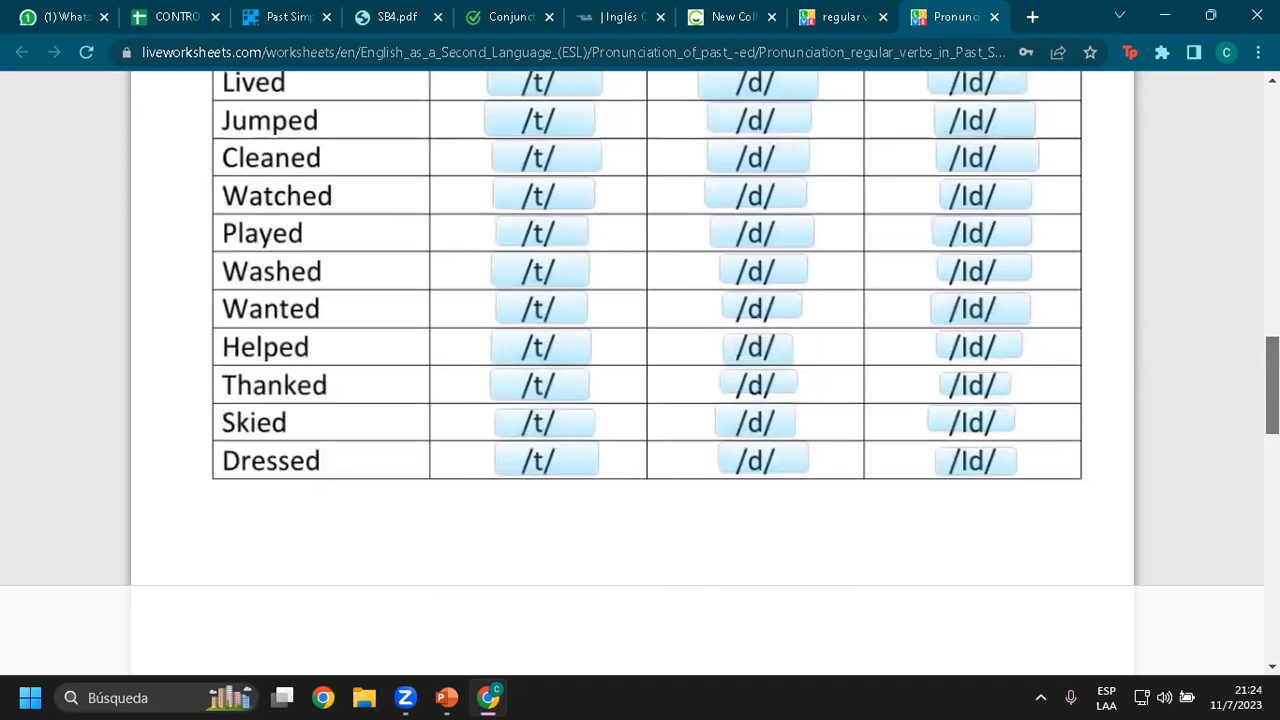 (1) Whats
CONTRO
Past Sim
SB4.pdf
Conjunct
Inglés C
New Coll
regular v
Pronunc
liveworksheets.com/worksheets/en/English_as_a_Second_Language_(ESL)/Pronunciation_of_past_-ed/Pronunciation_regular_verbs_in_Past_S...
Lived /t/ /d/ /Id/
Jumped /t/ /d/ /Id/
Cleaned /t/ /d/ /Id/
Watched /t/ /d/ /Id/
Played /t/ /d/ /Id/
Washed /t/ /d/ /Id/
Wanted /t/ /d/ /Id/
Helped /t/ /d/ /Id/
Thanked /t/ /d/ /Id/
Skied /t/ /d/ /Id/
Dressed /t/ /d/ /Id/
Búsqueda
ESP
LAA
21:24
11/7/2023